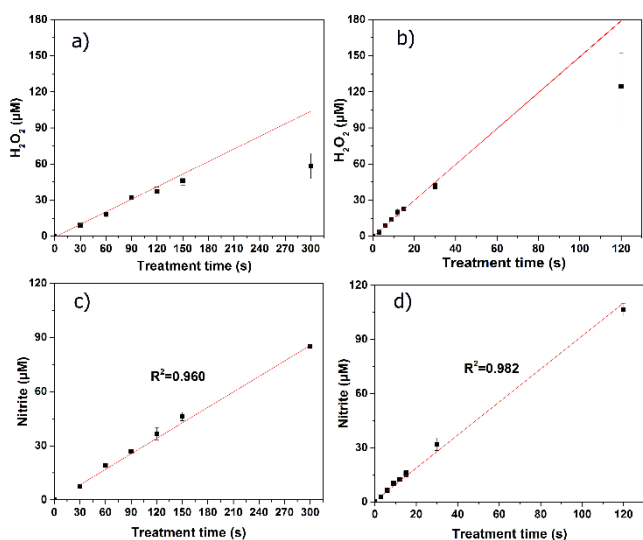 a)
H₂O₂ (µM)
180
150
120
90
60
30
0
0 30 60 90 120 150 180 210 240 270 300
Treatment time (s)
b)
H₂O₂ (µM)
180
150
120
90
60
30
0
0 20 40 60 80 100 120
Treatment time (s)
c)
R²=0.960
Nitrite (µM)
120
90
60
30
0
0 30 60 90 120 150 180 210 240 270 300
Treatment time (s)
d)
R²=0.982
Nitrite (µM)
120
90
60
30
0
0 20 40 60 80 100 120
Treatment time (s)